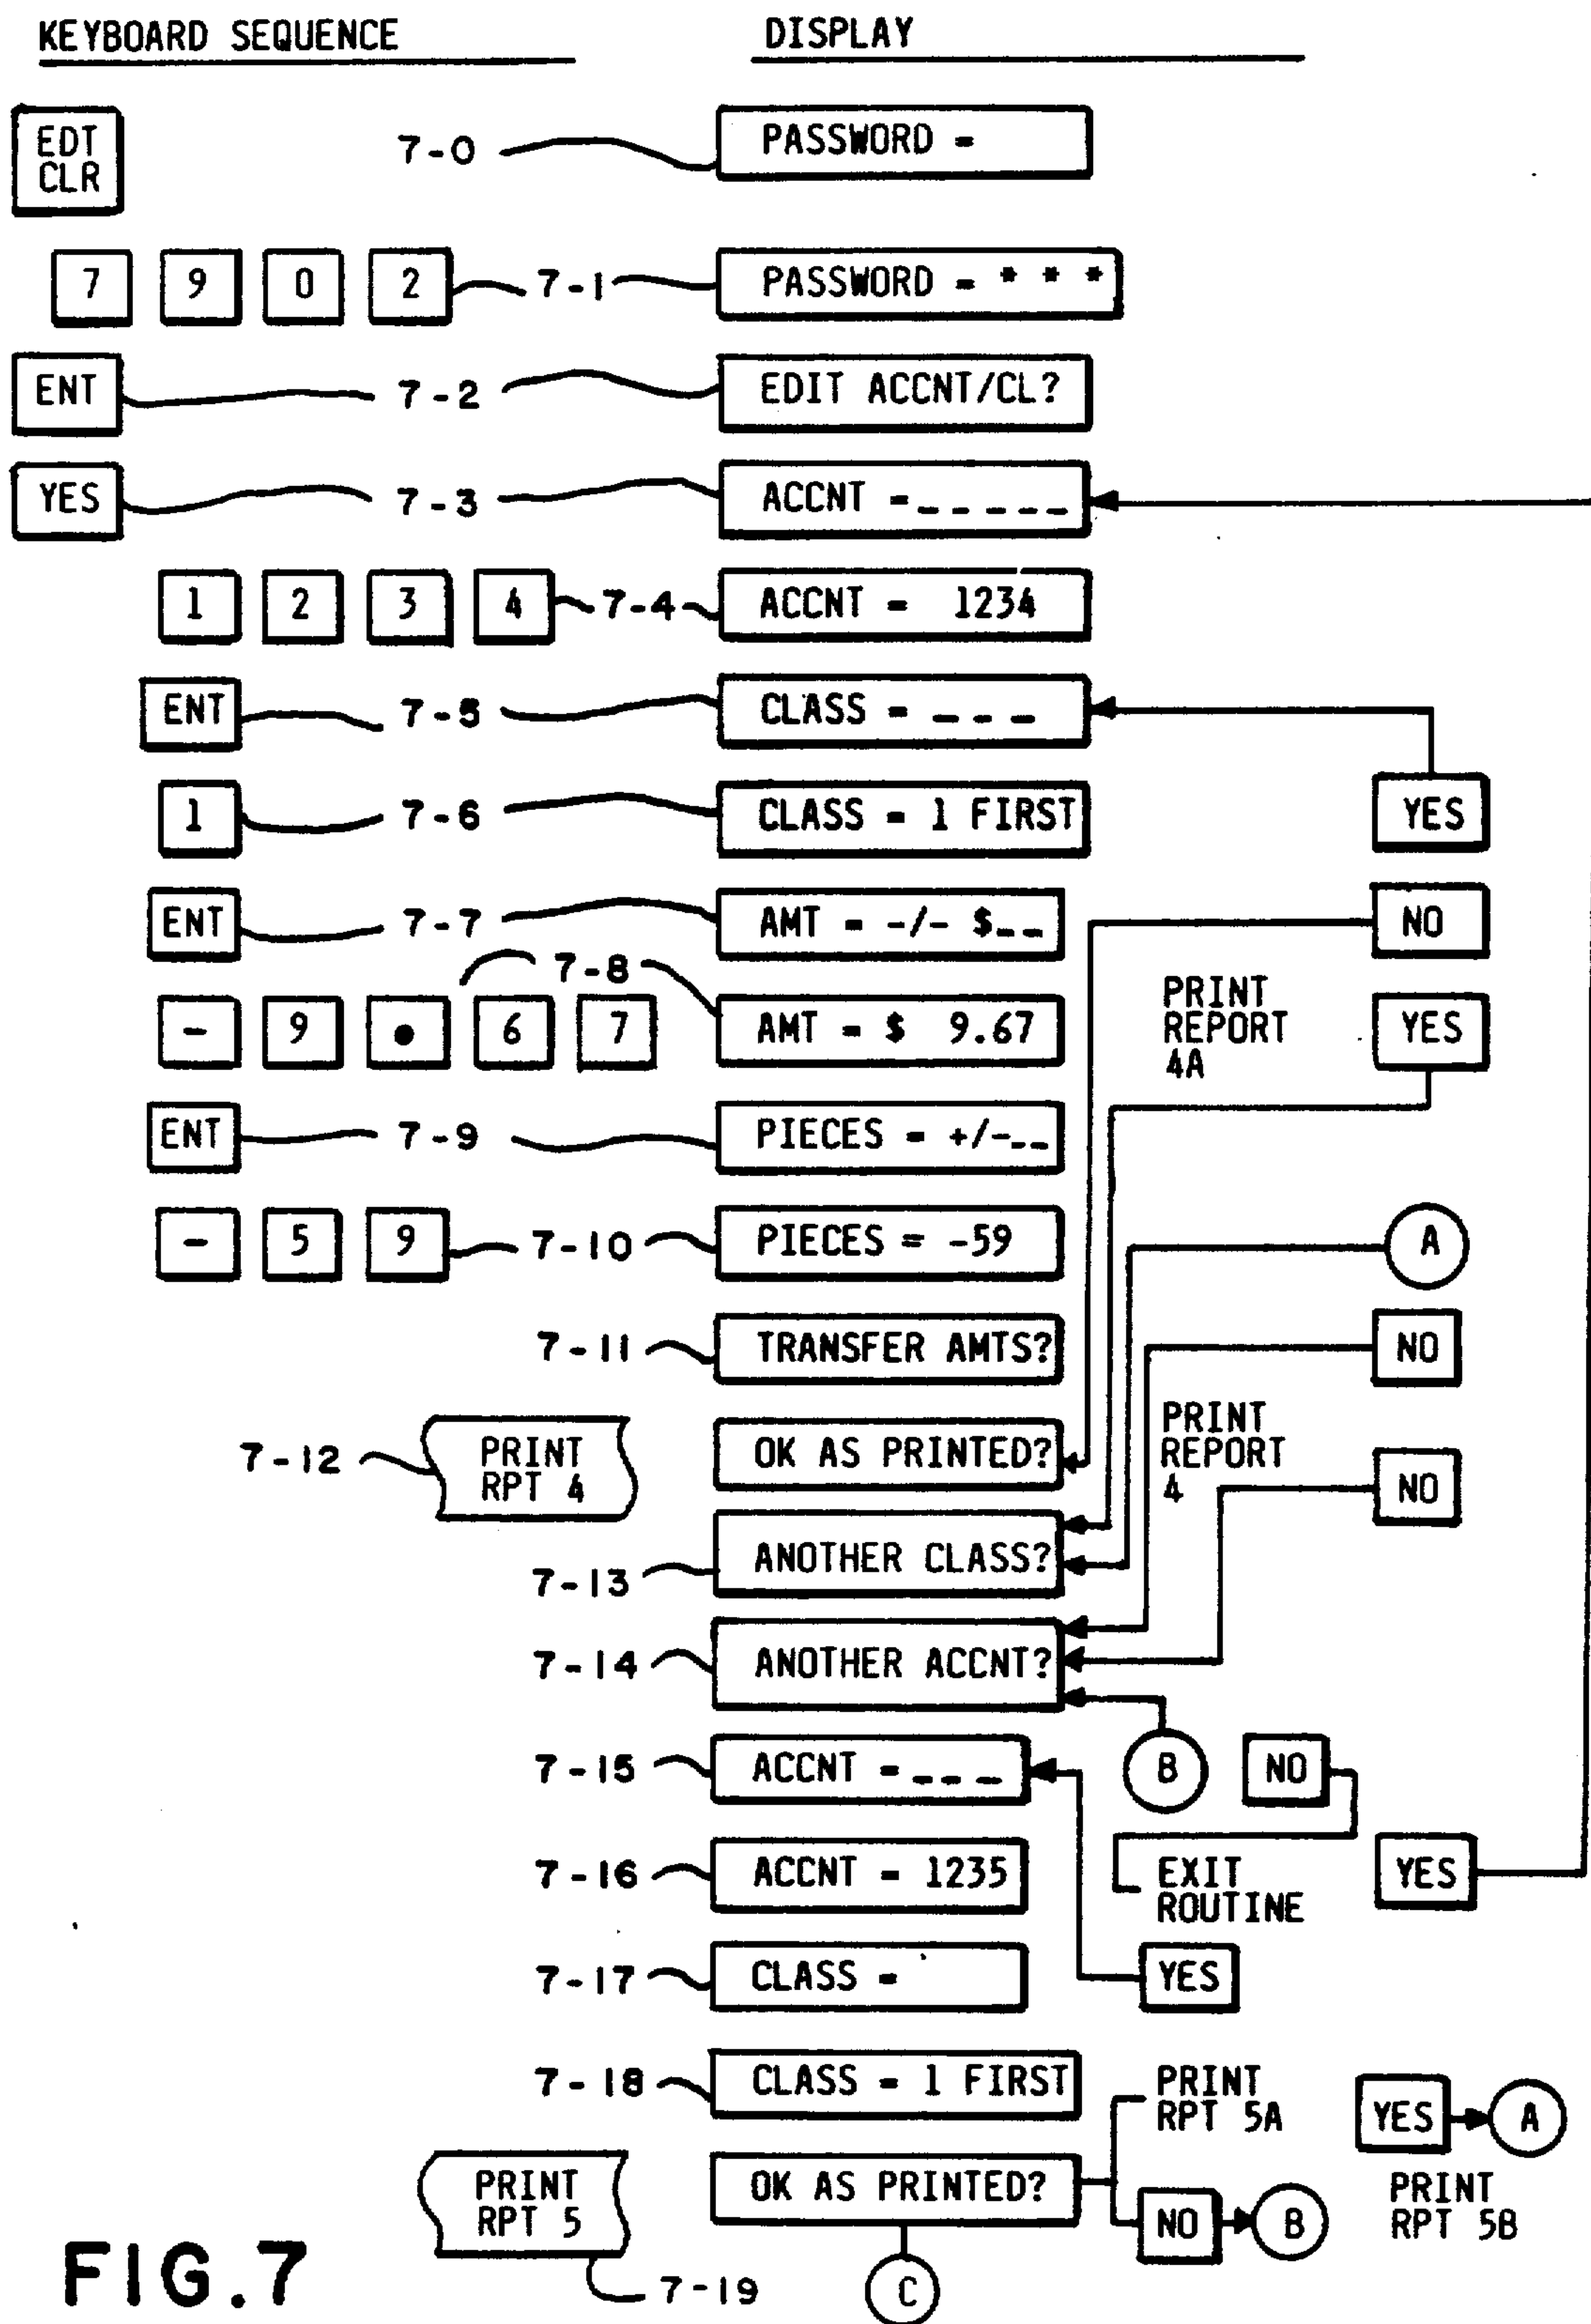 KEYBOARD SEQUENCE DISPLAY
EDT
CLR
7-0 PASSWORD =
7 9 0 2 7-1 PASSWORD = * * *
ENT 7-2 EDIT ACCNT/CL?
YES 7-3 ACCNT = _ _ _ _ _
1 2 3 4 7-4 ACCNT = 1234
ENT 7-5 CLASS = _ _ _
1 7-6 CLASS = 1 FIRST YES
ENT 7-7 AMT = -/- $_ _ NO
- 9 . 6 7 7-8 AMT = $ 9.67 YES
PRINT
REPORT
4A
ENT 7-9 PIECES = +/-_ _
- 5 9 7-10 PIECES = -59 A
7-11 TRANSFER AMTS? NO
7-12 PRINT
RPT 4
OK AS PRINTED?
PRINT
REPORT
4
NO
7-13 ANOTHER CLASS?
7-14 ANOTHER ACCNT?
7-15 ACCNT = _ _ _ B NO
7-16 ACCNT = 1235 EXIT
ROUTINE
YES
7-17 CLASS = YES
7-18 CLASS = 1 FIRST PRINT
RPT 5A
YES A
PRINT
RPT 5
OK AS PRINTED? NO B
PRINT
RPT 5B
7-19 C
FIG.7